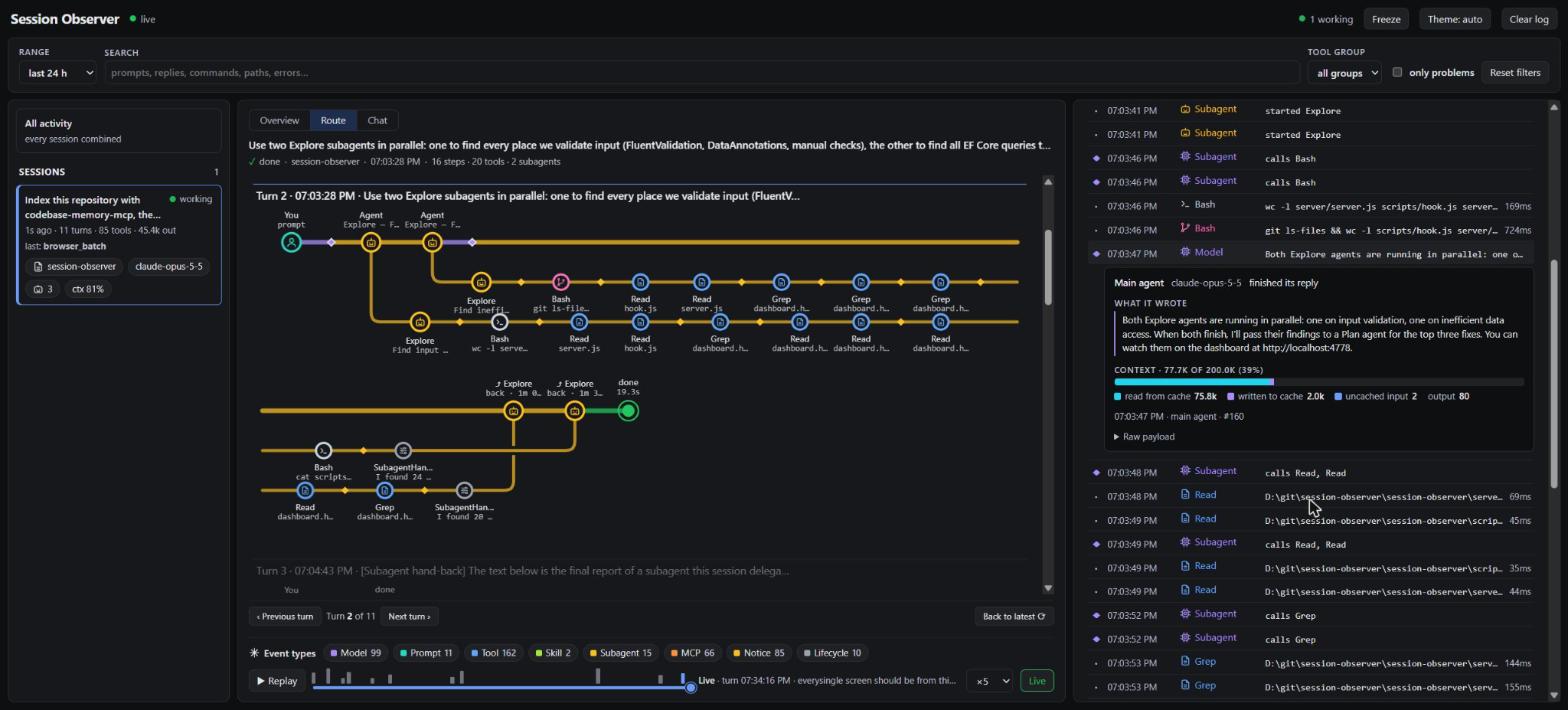 Session Observer
live
1 working
Freeze
Theme: auto
Clear log
RANGE
SEARCH
TOOL GROUP
last 24 h
prompts, replies, commands, paths, errors...
all groups
only problems
Reset filters
All activity
every session combined
SESSIONS
1
Index this repository with
codebase-memory-mcp, the...
working
1s ago · 11 turns · 85 tools · 45.4k out
last: browser_batch
session-observer
claude-opus-5-5
3
ctx 81%
Overview
Route
Chat
Use two Explore subagents in parallel: one to find every place we validate input (FluentValidation, DataAnnotations, manual checks), the other to find all EF Core queries t...
✓ done · session-observer · 07:03:28 PM · 16 steps · 20 tools · 2 subagents
Turn 2 · 07:03:28 PM · Use two Explore subagents in parallel: one to find every place we validate input (FluentV...
You
prompt
Agent
Explore — F...
Agent
Explore — F...
Explore
Find ineffi...
Bash
git ls-file...
Read
hook.js
Read
server.js
Grep
dashboard.h...
Grep
dashboard.h...
Grep
dashboard.h...
Explore
Find input ...
Bash
wc -l serve...
Read
server.js
Read
hook.js
Grep
dashboard.h...
Read
dashboard.h...
Read
dashboard.h...
Read
dashboard.h...
⤴ Explore
back · 1m 0...
⤴ Explore
back · 1m 3...
done
19.3s
Bash
cat scripts...
SubagentHan...
I found 24 ...
Read
dashboard.h...
Grep
dashboard.h...
SubagentHan...
I found 20 ...
Turn 3 · 07:04:43 PM · [Subagent hand-back] The text below is the final report of a subagent this session delega...
You
done
‹ Previous turn
Turn 2 of 11
Next turn ›
Back to latest
Event types
Model 99
Prompt 11
Tool 162
Skill 2
Subagent 15
MCP 66
Notice 85
Lifecycle 10
Replay
Live · turn 07:34:16 PM · everysingle screen should be from thi...
×5
Live
07:03:41 PM Subagent started Explore
07:03:41 PM Subagent started Explore
07:03:46 PM Subagent calls Bash
07:03:46 PM Subagent calls Bash
07:03:46 PM Bash wc -l server/server.js scripts/hook.js server… 169ms
07:03:46 PM Bash git ls-files && wc -l scripts/hook.js server/… 724ms
07:03:47 PM Model Both Explore agents are running in parallel: one o…
Main agent claude-opus-5-5 finished its reply
WHAT IT WROTE
Both Explore agents are running in parallel: one on input validation, one on inefficient data
access. When both finish, I'll pass their findings to a Plan agent for the top three fixes. You can
watch them on the dashboard at http://localhost:4778.
CONTEXT · 77.7K OF 200.0K (39%)
read from cache 75.8k
written to cache 2.0k
uncached input 2
output 80
07:03:47 PM · main agent · #160
Raw payload
07:03:48 PM Subagent calls Read, Read
07:03:48 PM Read D:\git\session-observer\session-observer\serve… 69ms
07:03:49 PM Read D:\git\session-observer\session-observer\scrip… 45ms
07:03:49 PM Subagent calls Read, Read
07:03:49 PM Read D:\git\session-observer\session-observer\scrip… 35ms
07:03:49 PM Read D:\git\session-observer\session-observer\serve… 44ms
07:03:52 PM Subagent calls Grep
07:03:52 PM Subagent calls Grep
07:03:53 PM Grep D:\git\session-observer\session-observer\serv… 144ms
07:03:53 PM Grep D:\git\session-observer\session-observer\serv… 155ms